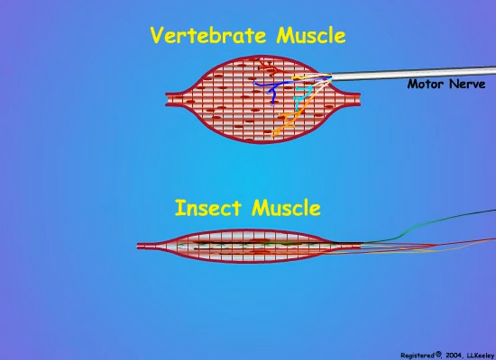 Vertebrate Muscle
Motor Nerve
Insect Muscle
Registered ©, 2004, LLKeeley